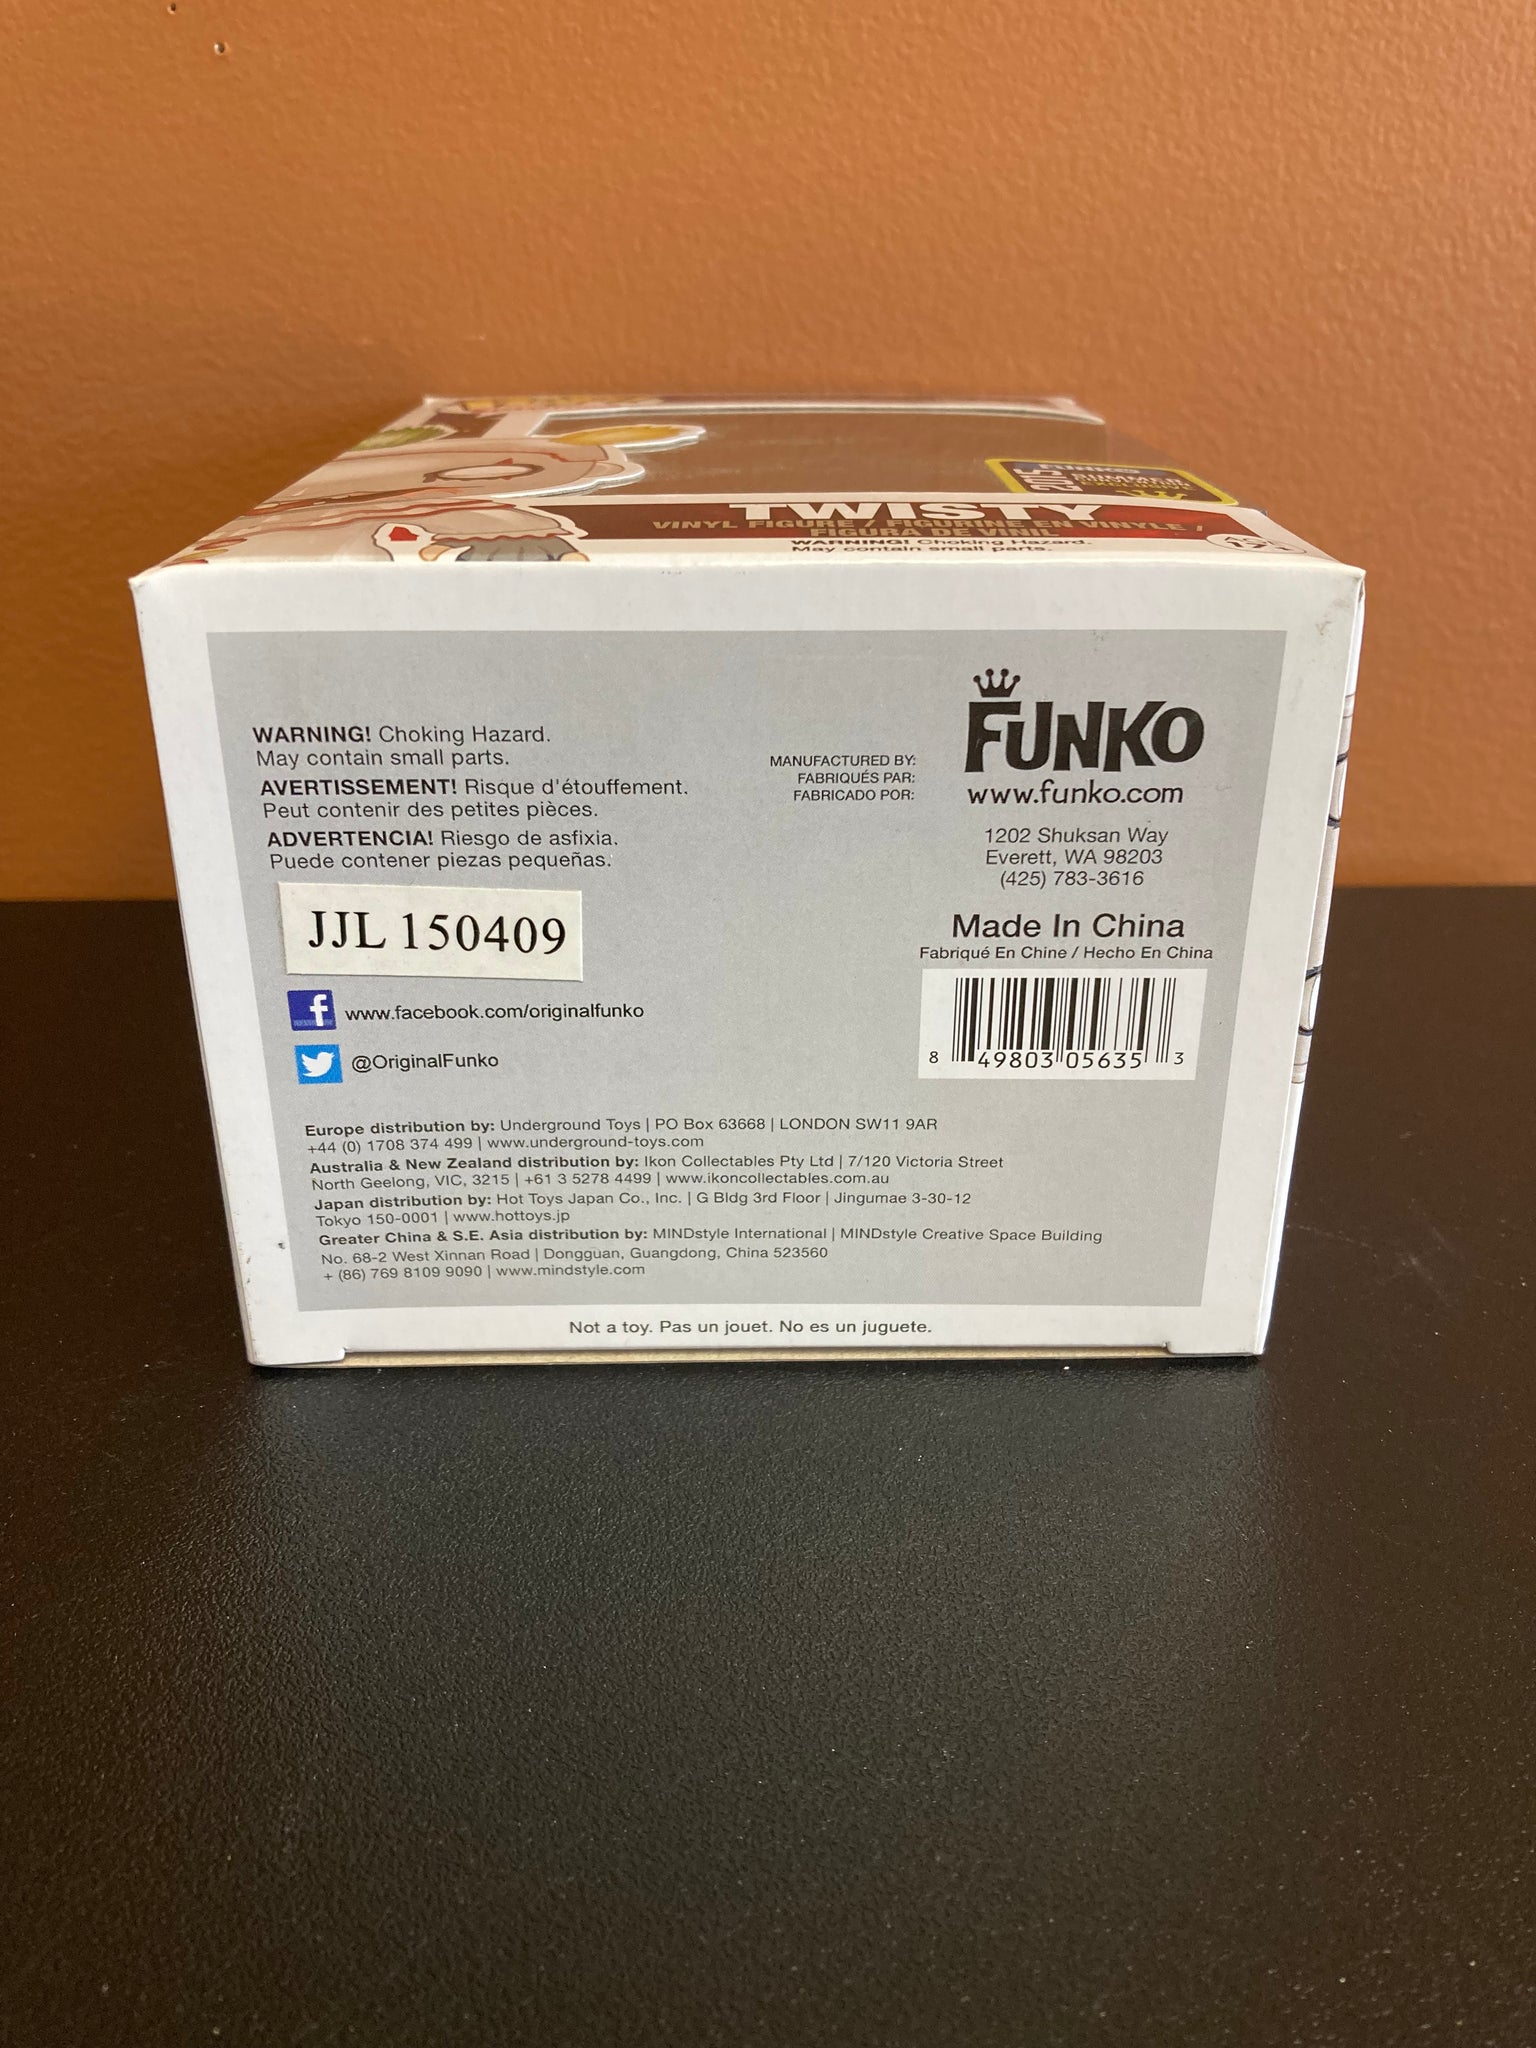 2015
FUNKO
SUMMER
EXCLUSIVE
TWISTY
VINYL FIGURE / FIGURINE EN VINYLE /
FIGURA DE VINIL
WARNING! Choking Hazard.
May contain small parts.
AGE
17+
WARNING! Choking Hazard.
May contain small parts.
AVERTISSEMENT! Risque d'étouffement.
Peut contenir des petites pièces.
ADVERTENCIA! Riesgo de asfixia.
Puede contener piezas pequeñas.
MANUFACTURED BY:
FABRIQUÉS PAR:
FABRICADO POR:
FUNKO
www.funko.com
1202 Shuksan Way
Everett, WA 98203
(425) 783-3616
JJL 150409
Made In China
Fabriqué En Chine / Hecho En China
8 49803 05635 3
f www.facebook.com/originalfunko
@OriginalFunko
Europe distribution by: Underground Toys | PO Box 63668 | LONDON SW11 9AR
+44 (0) 1708 374 499 | www.underground-toys.com
Australia & New Zealand distribution by: Ikon Collectables Pty Ltd | 7/120 Victoria Street
North Geelong, VIC, 3215 | +61 3 5278 4499 | www.ikoncollectables.com.au
Japan distribution by: Hot Toys Japan Co., Inc. | G Bldg 3rd Floor | Jingumae 3-30-12
Tokyo 150-0001 | www.hottoys.jp
Greater China & S.E. Asia distribution by: MINDstyle International | MINDstyle Creative Space Building
No. 68-2 West Xinnan Road | Dongguan, Guangdong, China 523560
+ (86) 769 8109 9090 | www.mindstyle.com
Not a toy. Pas un jouet. No es un juguete.